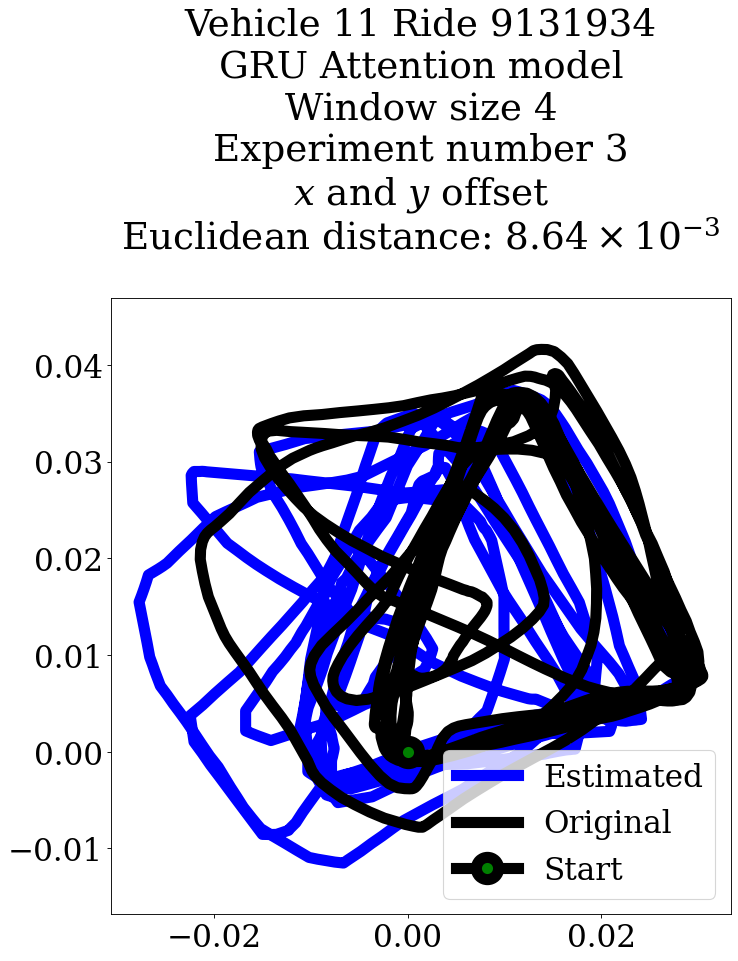 Vehicle 11 Ride 9131934
GRU Attention model
Window size 4
Experiment number 3
x and y offset
Euclidean distance: 8.64 × 10⁻³
0.04
0.03
0.02
0.01
0.00
−0.01
−0.02 0.00 0.02
Estimated
Original
Start